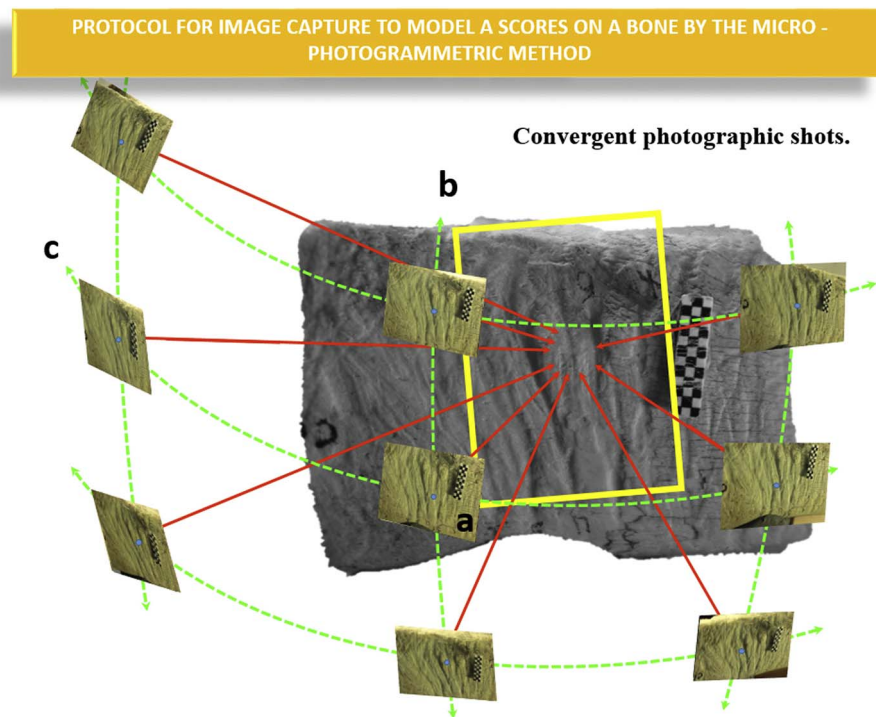 PROTOCOL FOR IMAGE CAPTURE TO MODEL A SCORES ON A BONE BY THE MICRO -
PHOTOGRAMMETRIC METHOD
Convergent photographic shots.
b
c
a